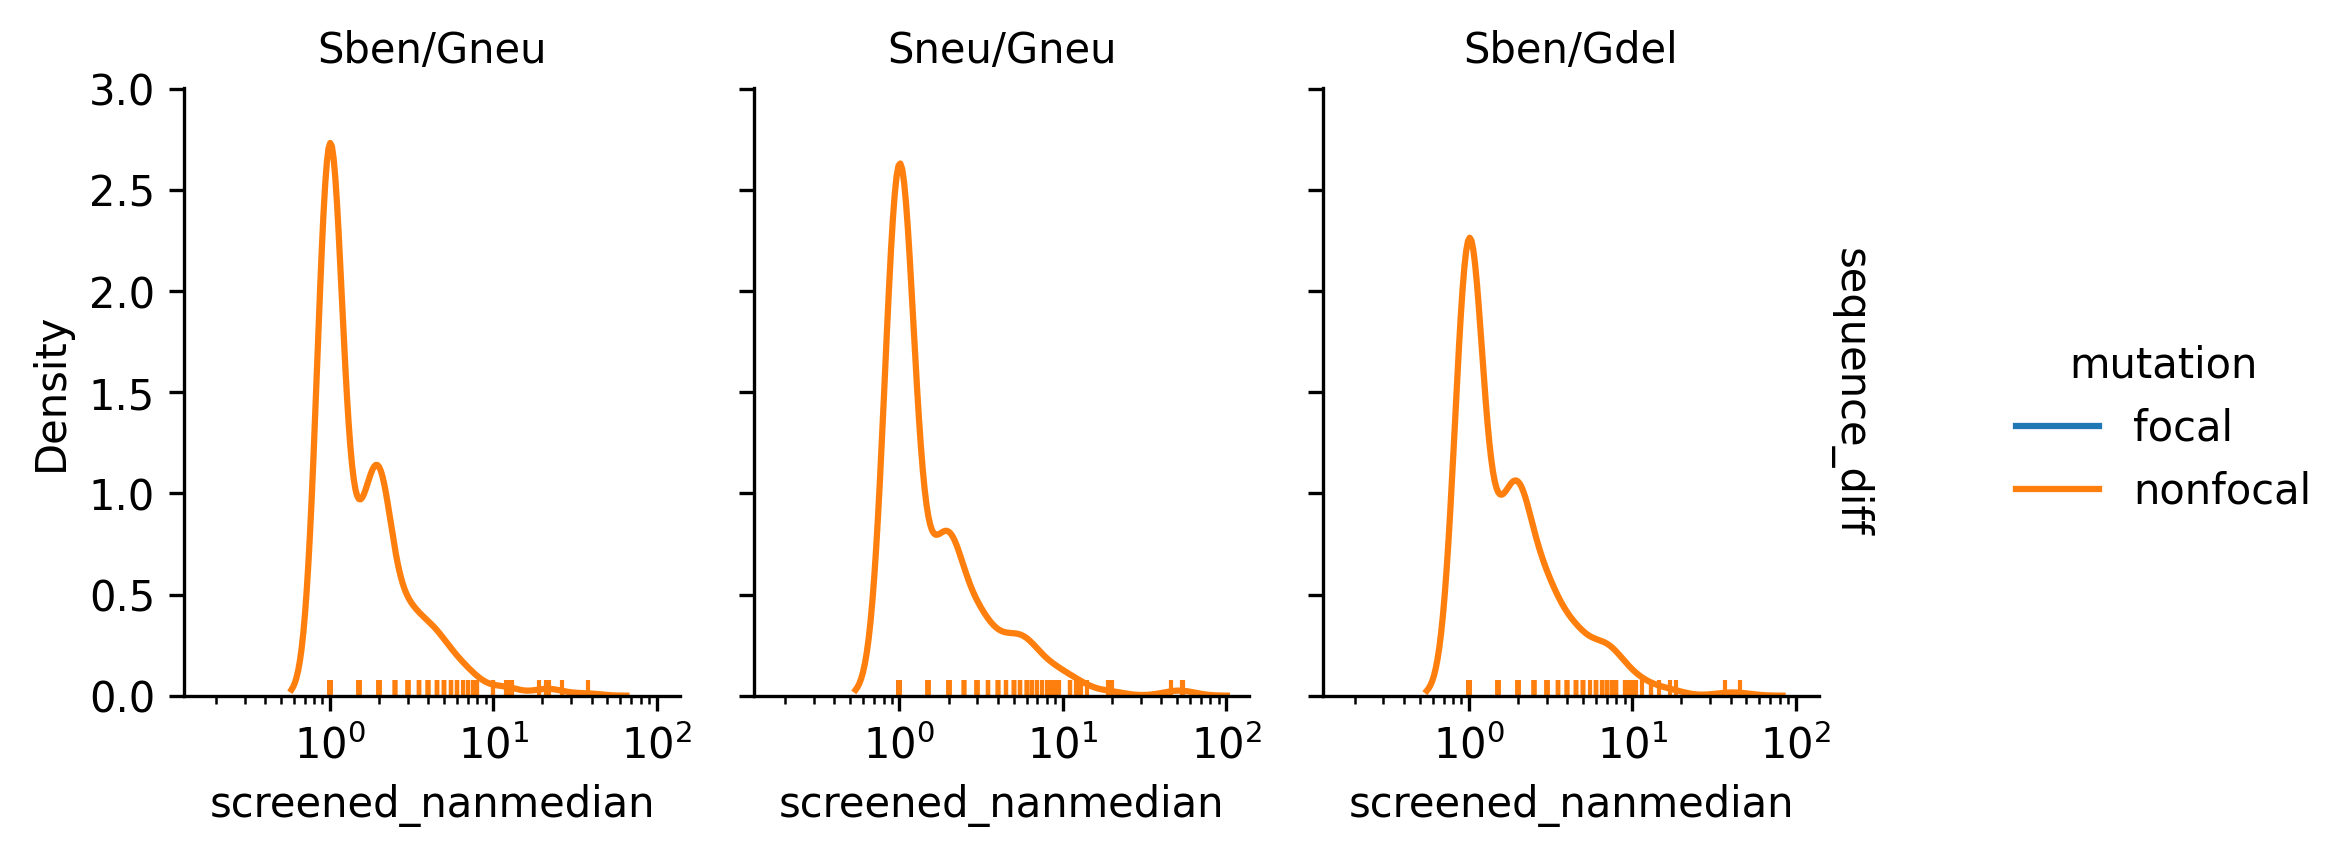 Sben/Gneu
Sneu/Gneu
Sben/Gdel
3.0
2.5
2.0
1.5
1.0
0.5
0.0
Density
10⁰ 10¹ 10²
10⁰ 10¹ 10²
10⁰ 10¹ 10²
screened_nanmedian
screened_nanmedian
screened_nanmedian
sequence_diff
mutation
focal
nonfocal